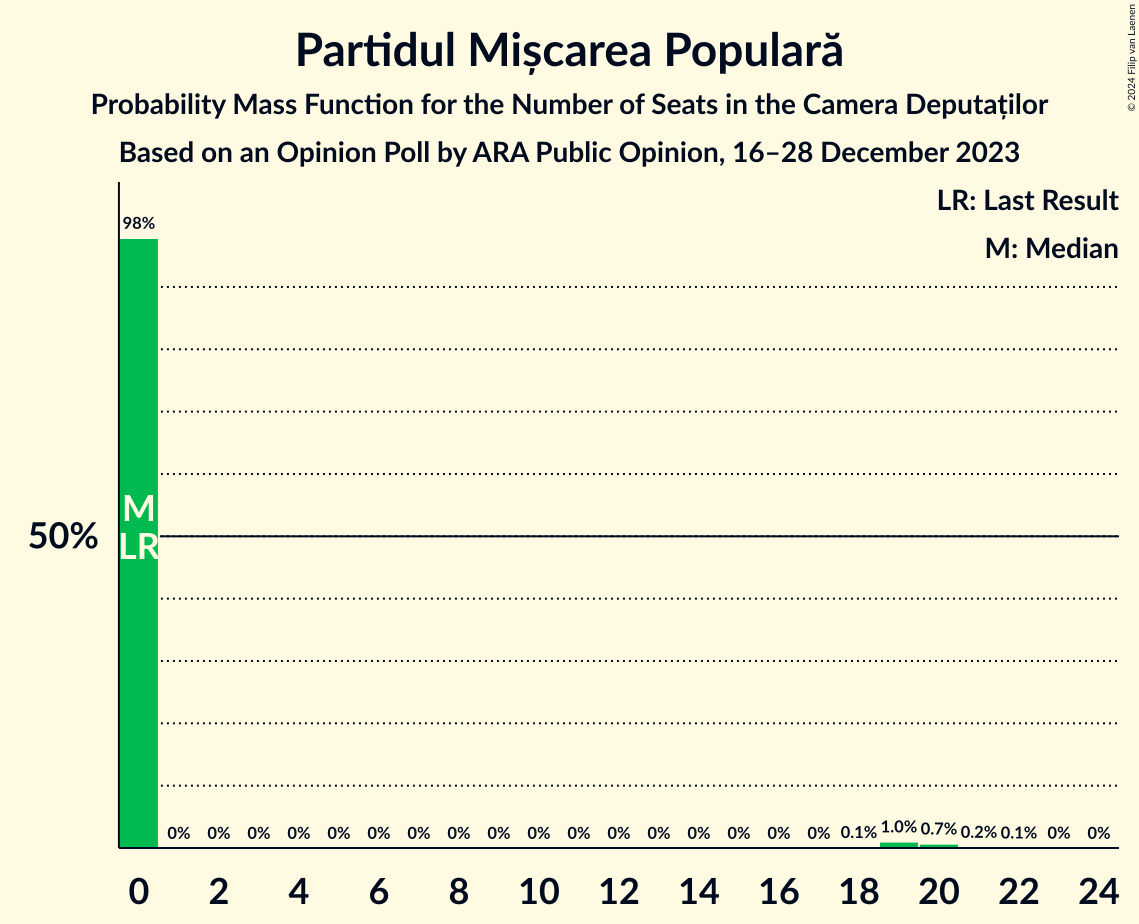 Partidul Mișcarea Populară
Probability Mass Function for the Number of Seats in the Camera Deputaților
Based on an Opinion Poll by ARA Public Opinion, 16–28 December 2023
© 2024 Filip van Laenen
LR: Last Result
M: Median
98%
M
LR
50%
0% 0% 0% 0% 0% 0% 0% 0% 0% 0% 0% 0% 0% 0% 0% 0% 0% 0.1% 1.0% 0.7% 0.2% 0.1% 0% 0%
0 2 4 6 8 10 12 14 16 18 20 22 24